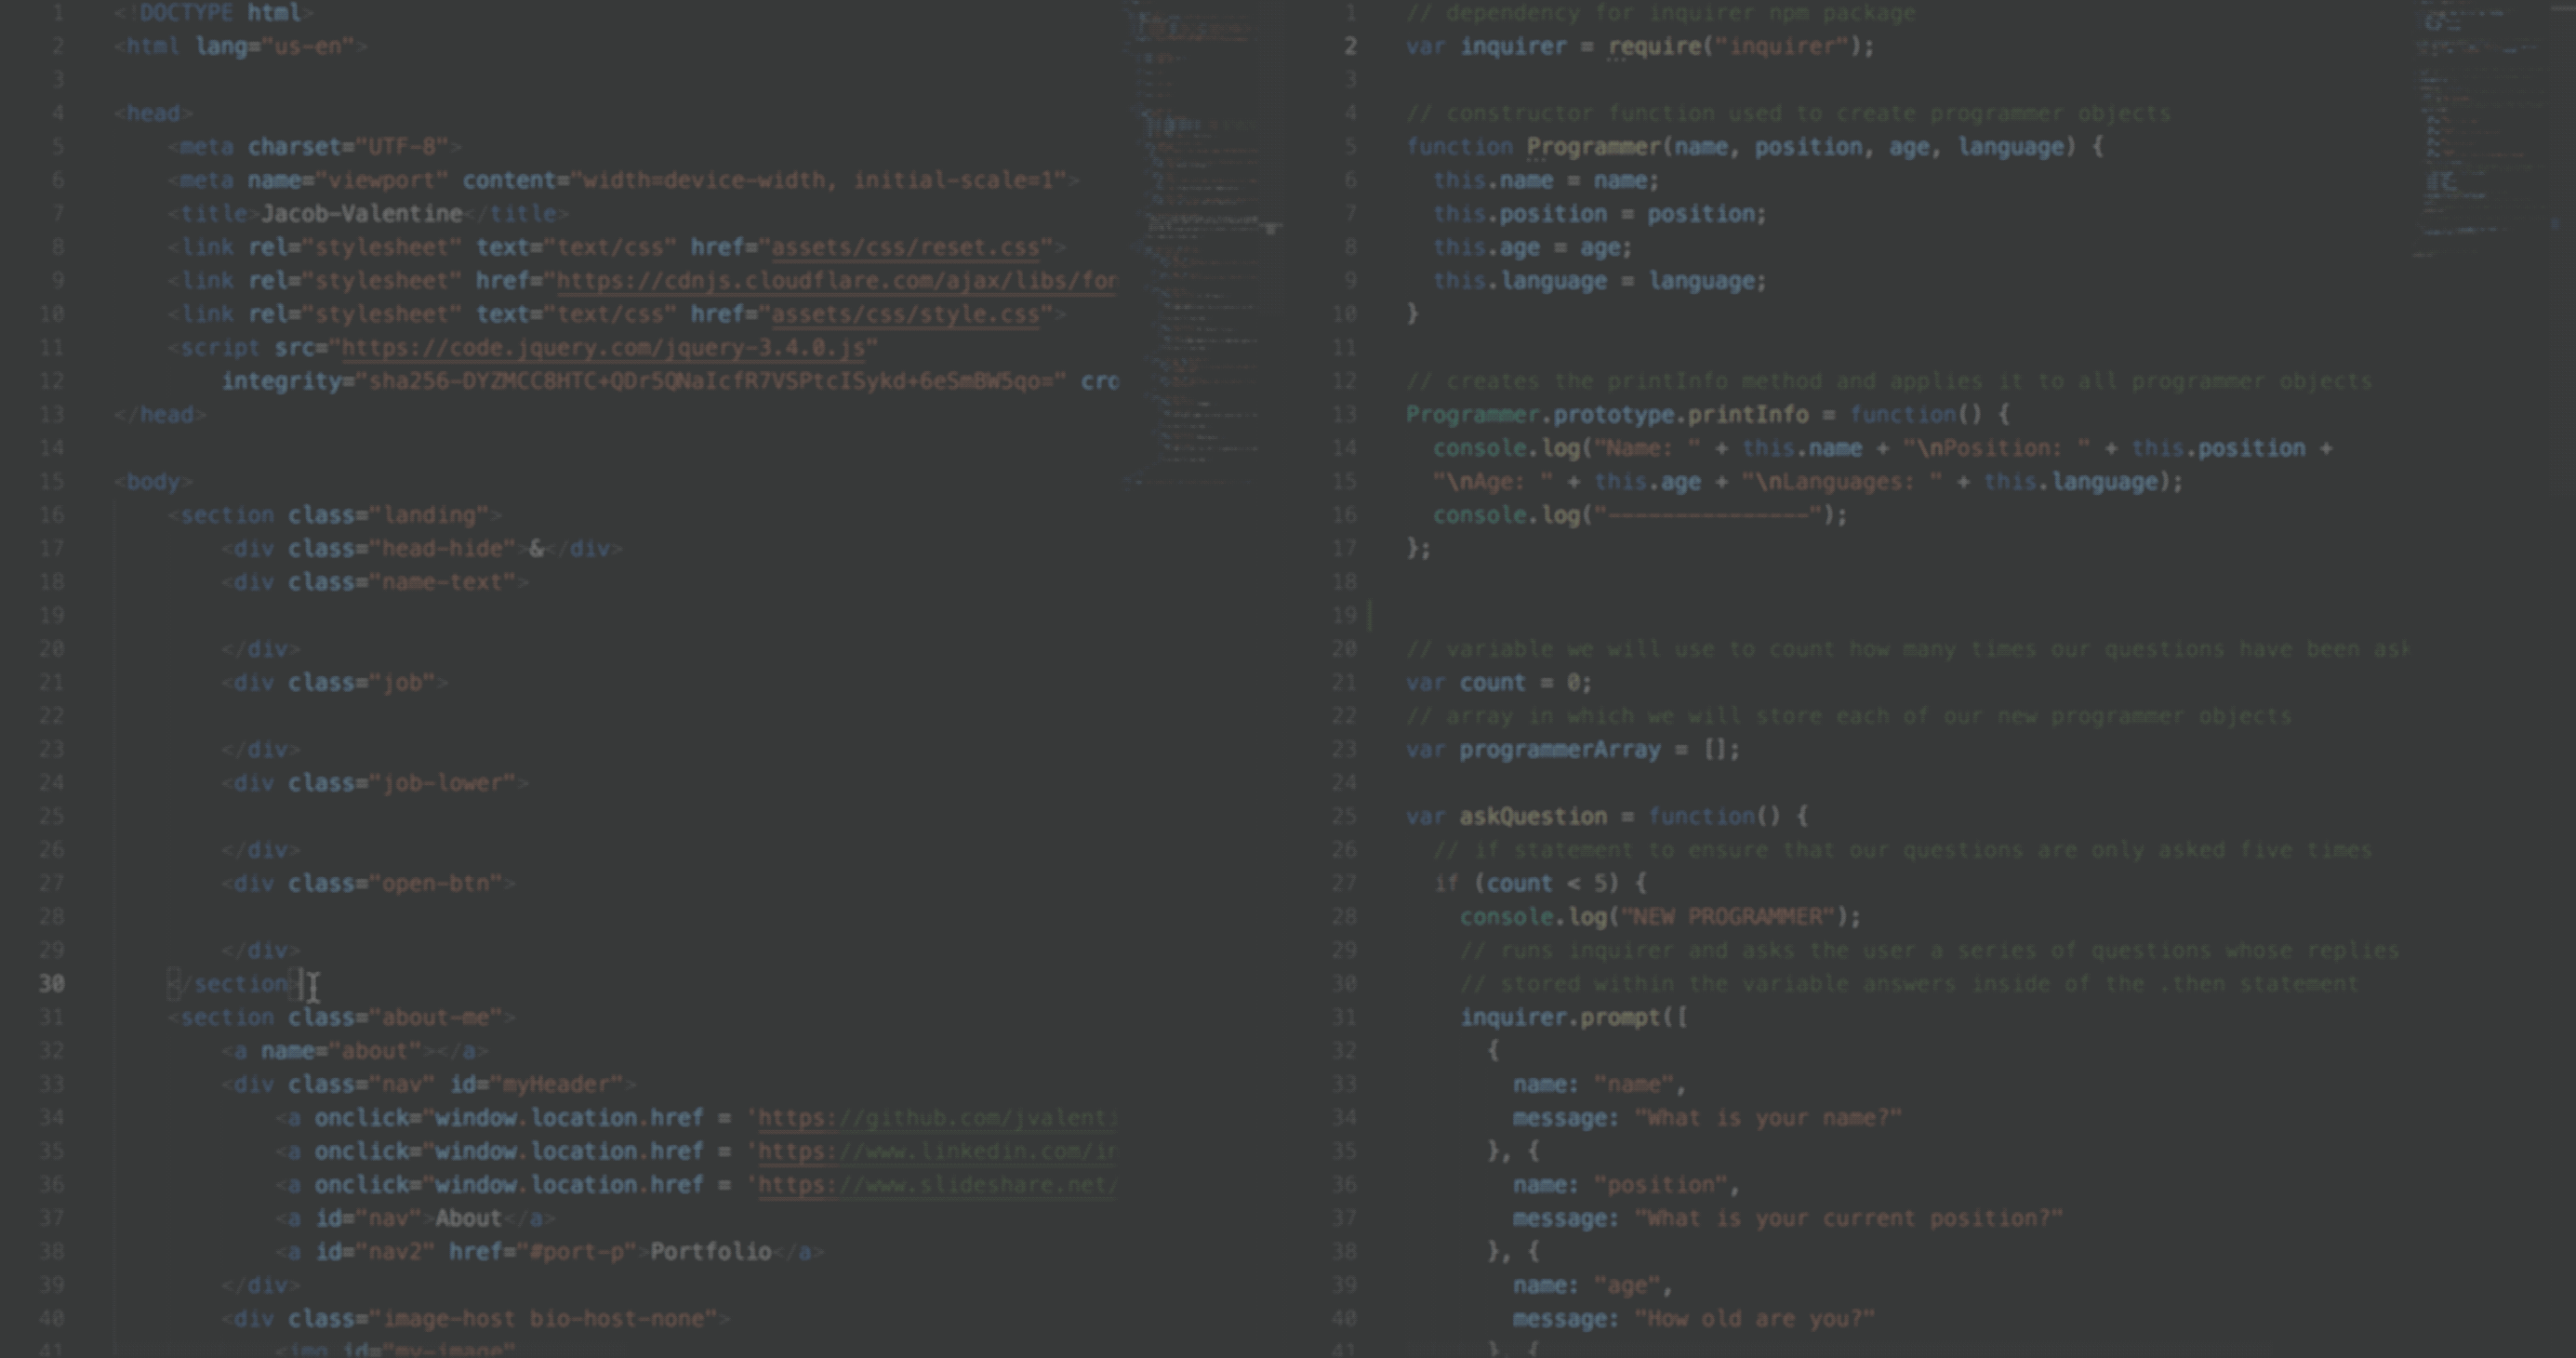 1 <!DOCTYPE html>
2 <html lang="us-en">
3
4 <head>
5 <meta charset="UTF-8">
6 <meta name="viewport" content="width=device-width, initial-scale=1">
7 <title>Jacob-Valentine</title>
8 <link rel="stylesheet" text="text/css" href="assets/css/reset.css">
9 <link rel="stylesheet" href="https://cdnjs.cloudflare.com/ajax/libs/fon
10 <link rel="stylesheet" text="text/css" href="assets/css/style.css">
11 <script src="https://code.jquery.com/jquery-3.4.0.js"
12 integrity="sha256-DYZMCC8HTC+QDr5QNaIcfR7VSPtcISykd+6eSmBW5qo=" cro
13 </head>
14
15 <body>
16 <section class="landing">
17 <div class="head-hide">&</div>
18 <div class="name-text">
19
20 </div>
21 <div class="job">
22
23 </div>
24 <div class="job-lower">
25
26 </div>
27 <div class="open-btn">
28
29 </div>
30 </section>
31 <section class="about-me">
32 <a name="about"></a>
33 <div class="nav" id="myHeader">
34 <a onclick="window.location.href = 'https://github.com/jvalenti
35 <a onclick="window.location.href = 'https://www.linkedin.com/in
36 <a onclick="window.location.href = 'https://www.slideshare.net/
37 <a id="nav">About</a>
38 <a id="nav2" href="#port-p">Portfolio</a>
39 </div>
40 <div class="image-host bio-host-none">
41 <img id="my-image"
1 // dependency for inquirer npm package
2 var inquirer = require("inquirer");
3
4 // constructor function used to create programmer objects
5 function Programmer(name, position, age, language) {
6 this.name = name;
7 this.position = position;
8 this.age = age;
9 this.language = language;
10 }
11
12 // creates the printInfo method and applies it to all programmer objects
13 Programmer.prototype.printInfo = function() {
14 console.log("Name: " + this.name + "\nPosition: " + this.position +
15 "\nAge: " + this.age + "\nLanguages: " + this.language);
16 console.log("---------------");
17 };
18
19
20 // variable we will use to count how many times our questions have been ask
21 var count = 0;
22 // array in which we will store each of our new programmer objects
23 var programmerArray = [];
24
25 var askQuestion = function() {
26 // if statement to ensure that our questions are only asked five times
27 if (count < 5) {
28 console.log("NEW PROGRAMMER");
29 // runs inquirer and asks the user a series of questions whose replies
30 // stored within the variable answers inside of the .then statement
31 inquirer.prompt([
32 {
33 name: "name",
34 message: "What is your name?"
35 }, {
36 name: "position",
37 message: "What is your current position?"
38 }, {
39 name: "age",
40 message: "How old are you?"
41 }, {